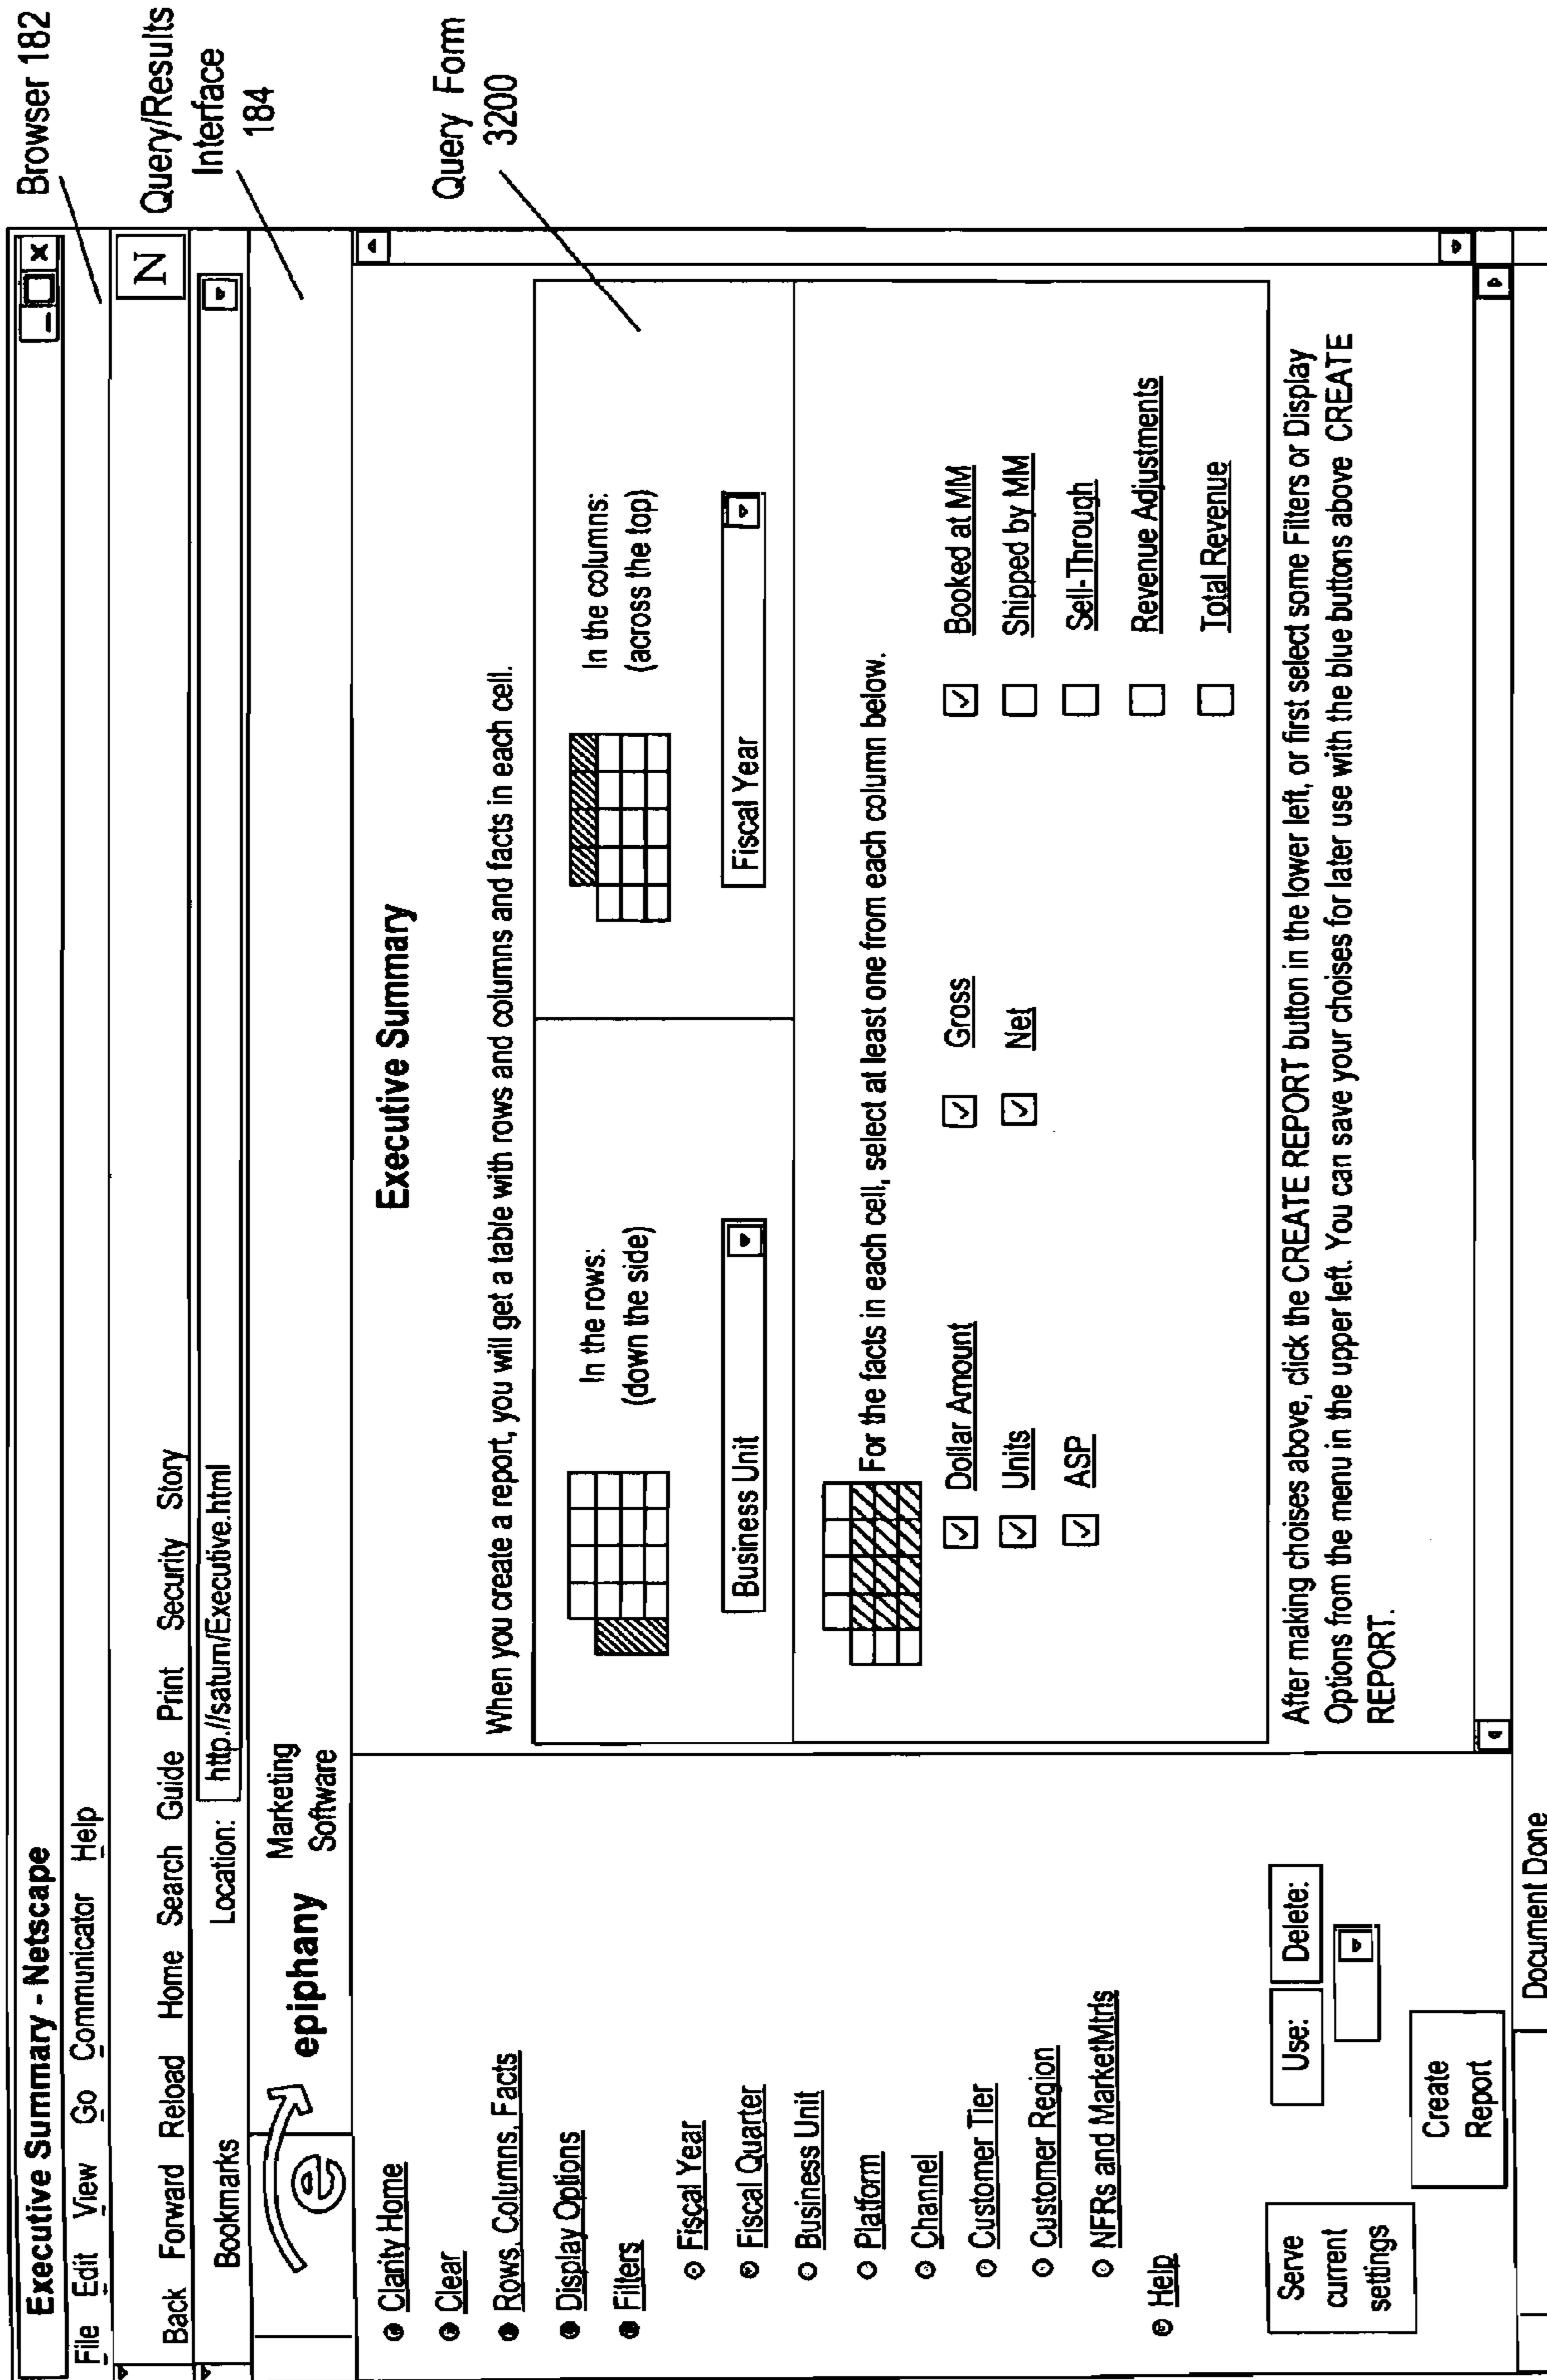 Browser 182
Query/Results
Interface
184
Query Form
3200
Executive Summary - Netscape
File Edit View Go Communicator Help
N
Back Forward Reload Home Search Guide Print Security Story
Bookmarks
Location: http.//saturn/Executive.html
e epiphany
Marketing
Software
Clarity Home
Clear
Rows, Columns, Facts
Display Options
Filters
Fiscal Year
Fiscal Quarter
Business Unit
Platform
Channel
Customer Tier
Customer Region
NFRs and MarketMtrls
Help
Serve
current
settings
Use:
Delete:
Create
Report
Executive Summary
When you create a report, you will get a table with rows and columns and facts in each cell.
In the rows:
(down the side)
Business Unit
In the columns:
(across the top)
Fiscal Year
For the facts in each cell, select at least one from each column below.
Dollar Amount
Units
ASP
Gross
Net
Booked at MM
Shipped by MM
Sell-Through
Revenue Adjustments
Total Revenue
After making choises above, click the CREATE REPORT button in the lower left, or first select some Filters or Display
Options from the menu in the upper left. You can save your choises for later use with the blue buttons above CREATE
REPORT.
Document Done